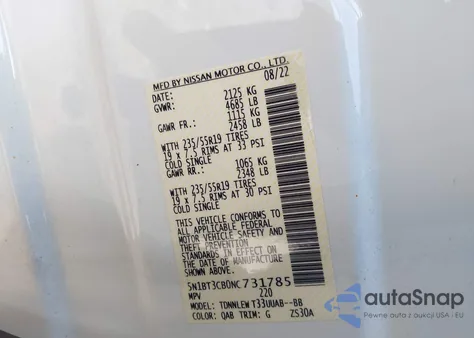 MFD BY NISSAN MOTOR CO., LTD.
DATE: 08/22
GVWR: 2125 KG
4685 LB
GAWR FR.: 1115 KG
2458 LB
WITH 235/55R19 TIRES
19 x 7.5 RIMS AT 33 PSI
COLD SINGLE
GAWR RR.: 1065 KG
2348 LB
WITH 235/55R19 TIRES
19 x 7.5 RIMS AT 30 PSI
COLD SINGLE
THIS VEHICLE CONFORMS TO
ALL APPLICABLE FEDERAL
MOTOR VEHICLE SAFETY AND
THEFT PREVENTION
STANDARDS IN EFFECT ON
THE DATE OF MANUFACTURE
SHOWN ABOVE.
5N1BT3CB0NC731785
MPV 220
MODEL: TDNNLEW T33UUAB--BB
COLOR: QAB TRIM: G ZS30A
autoSnap
Pewne auta z aukcji w USA - EU